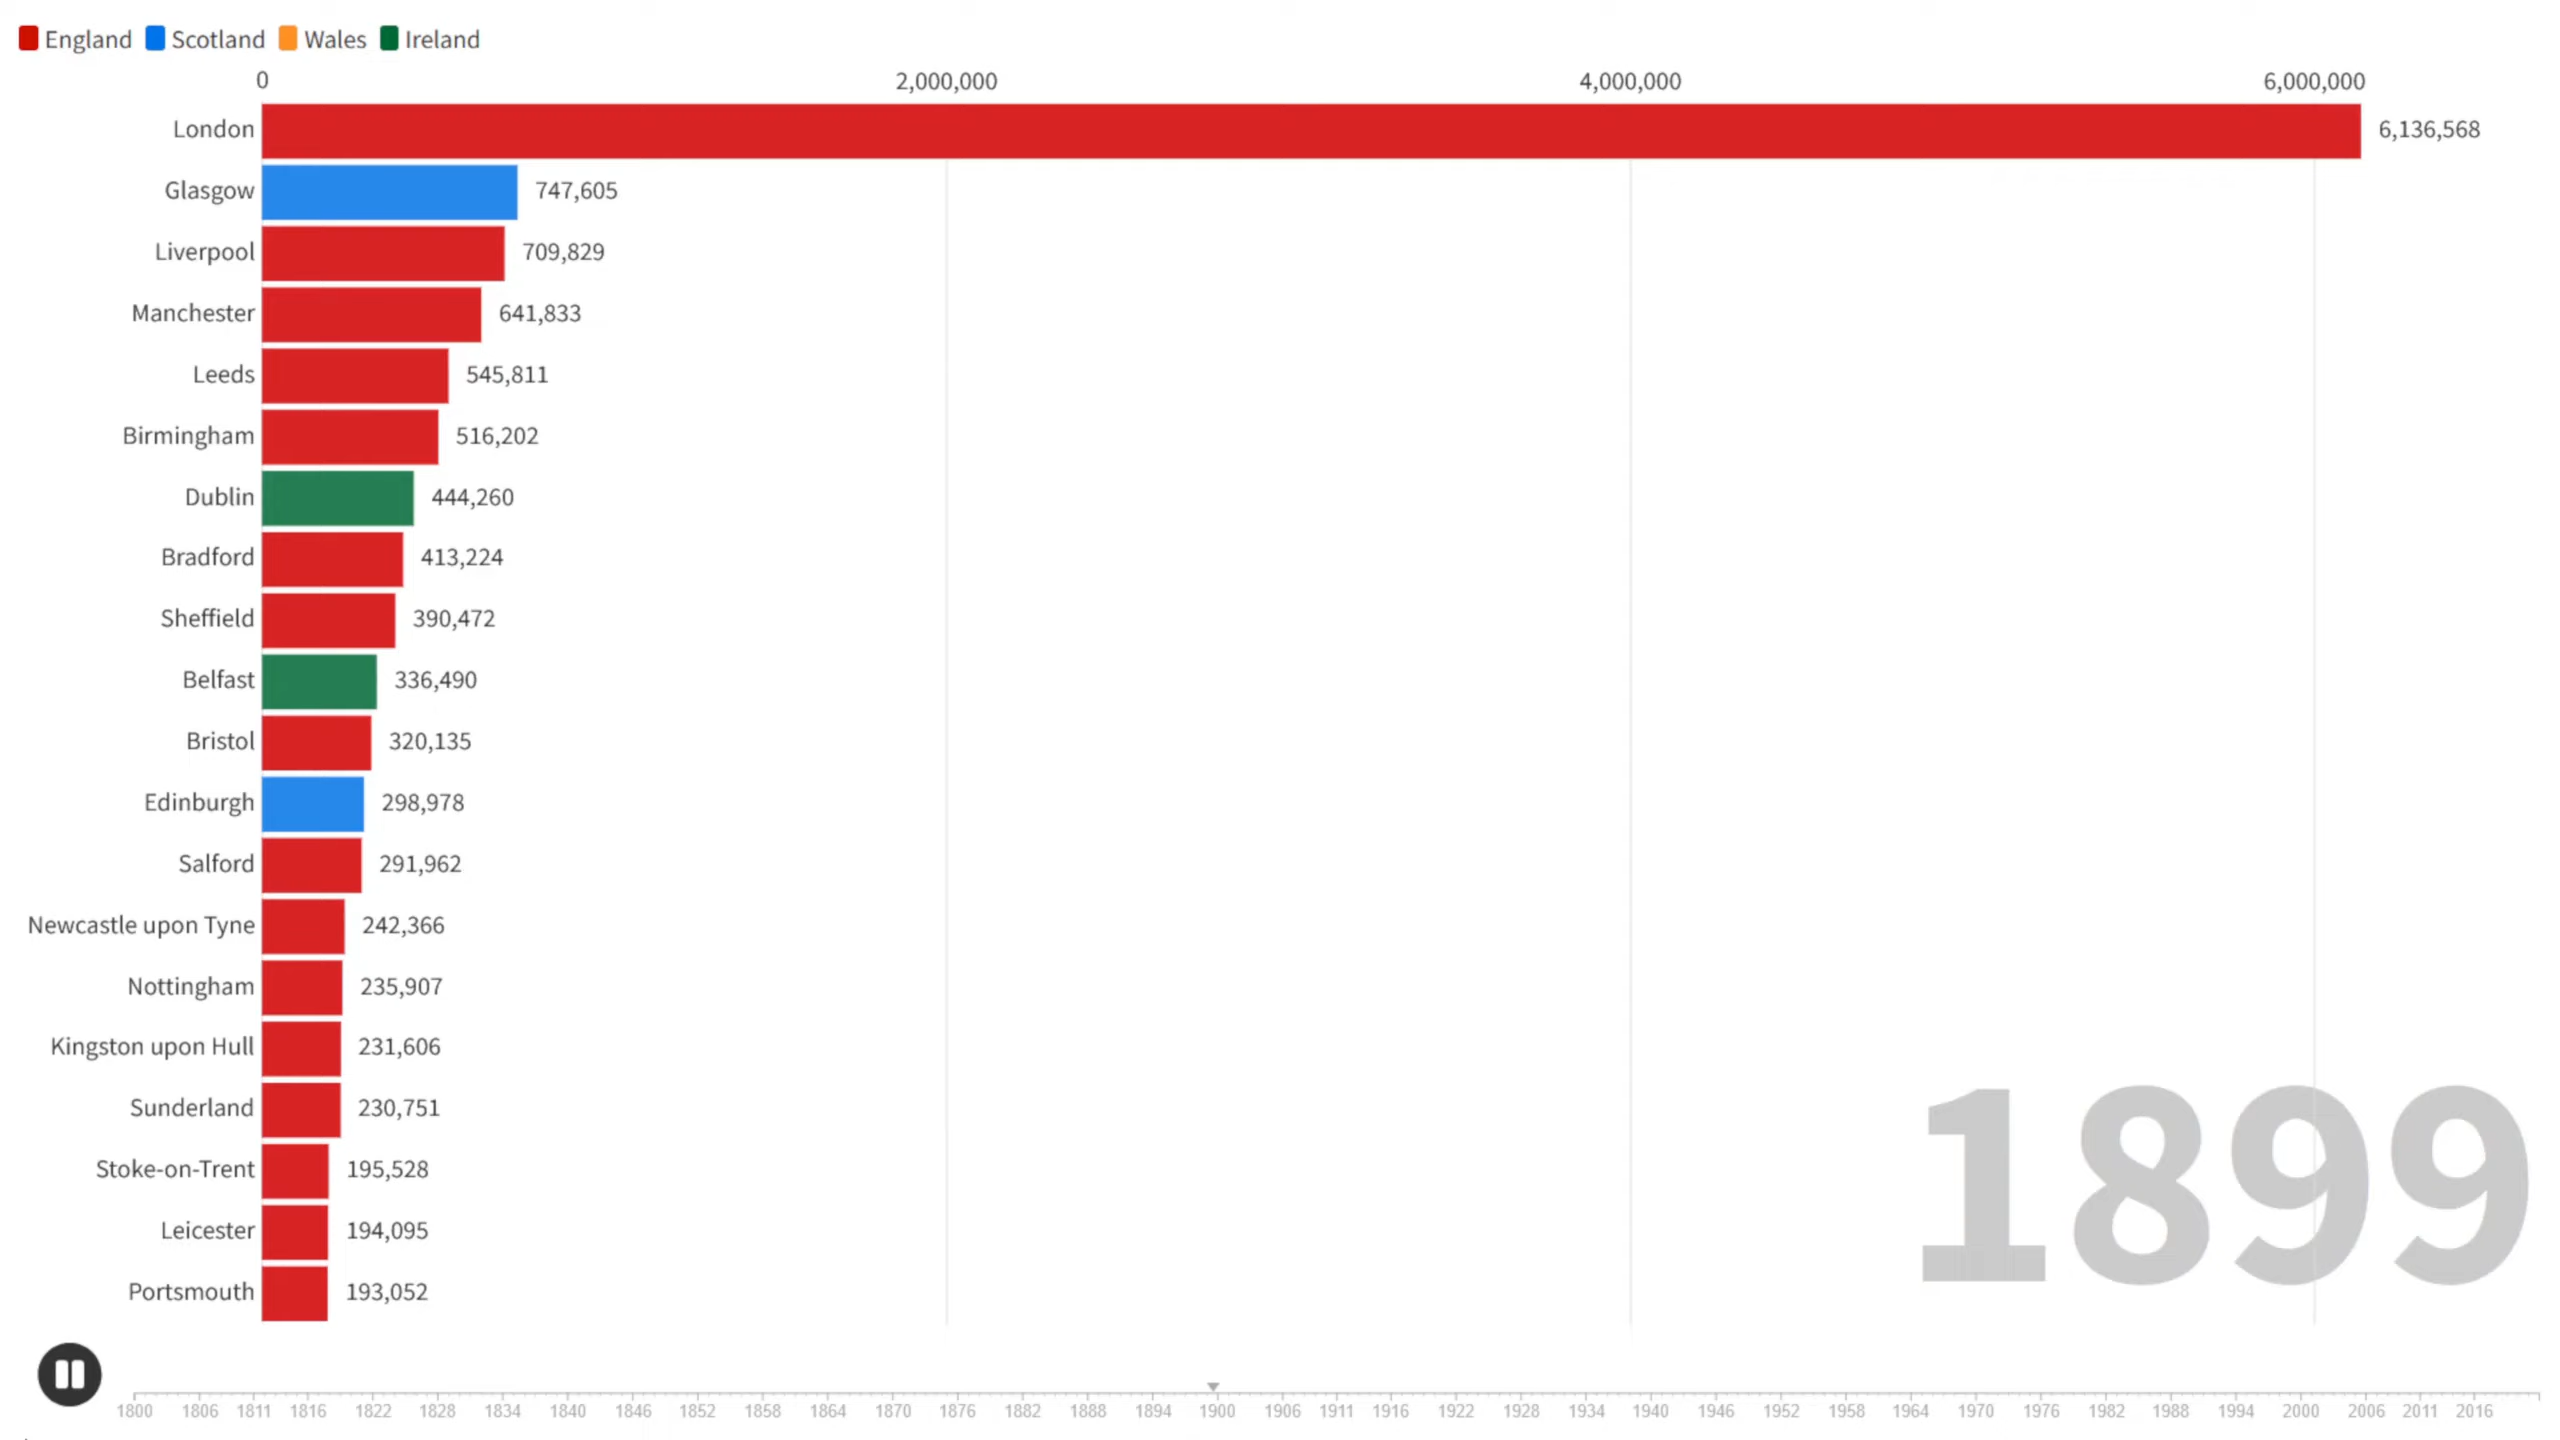 England Scotland Wales Ireland
0 2,000,000 4,000,000 6,000,000
London 6,136,568
Glasgow 747,605
Liverpool 709,829
Manchester 641,833
Leeds 545,811
Birmingham 516,202
Dublin 444,260
Bradford 413,224
Sheffield 390,472
Belfast 336,490
Bristol 320,135
Edinburgh 298,978
Salford 291,962
Newcastle upon Tyne 242,366
Nottingham 235,907
Kingston upon Hull 231,606
Sunderland 230,751
Stoke-on-Trent 195,528
Leicester 194,095
Portsmouth 193,052
1899
1800 1806 1811 1816 1822 1828 1834 1840 1846 1852 1858 1864 1870 1876 1882 1888 1894 1900 1906 1911 1916 1922 1928 1934 1940 1946 1952 1958 1964 1970 1976 1982 1988 1994 2000 2006 2011 2016